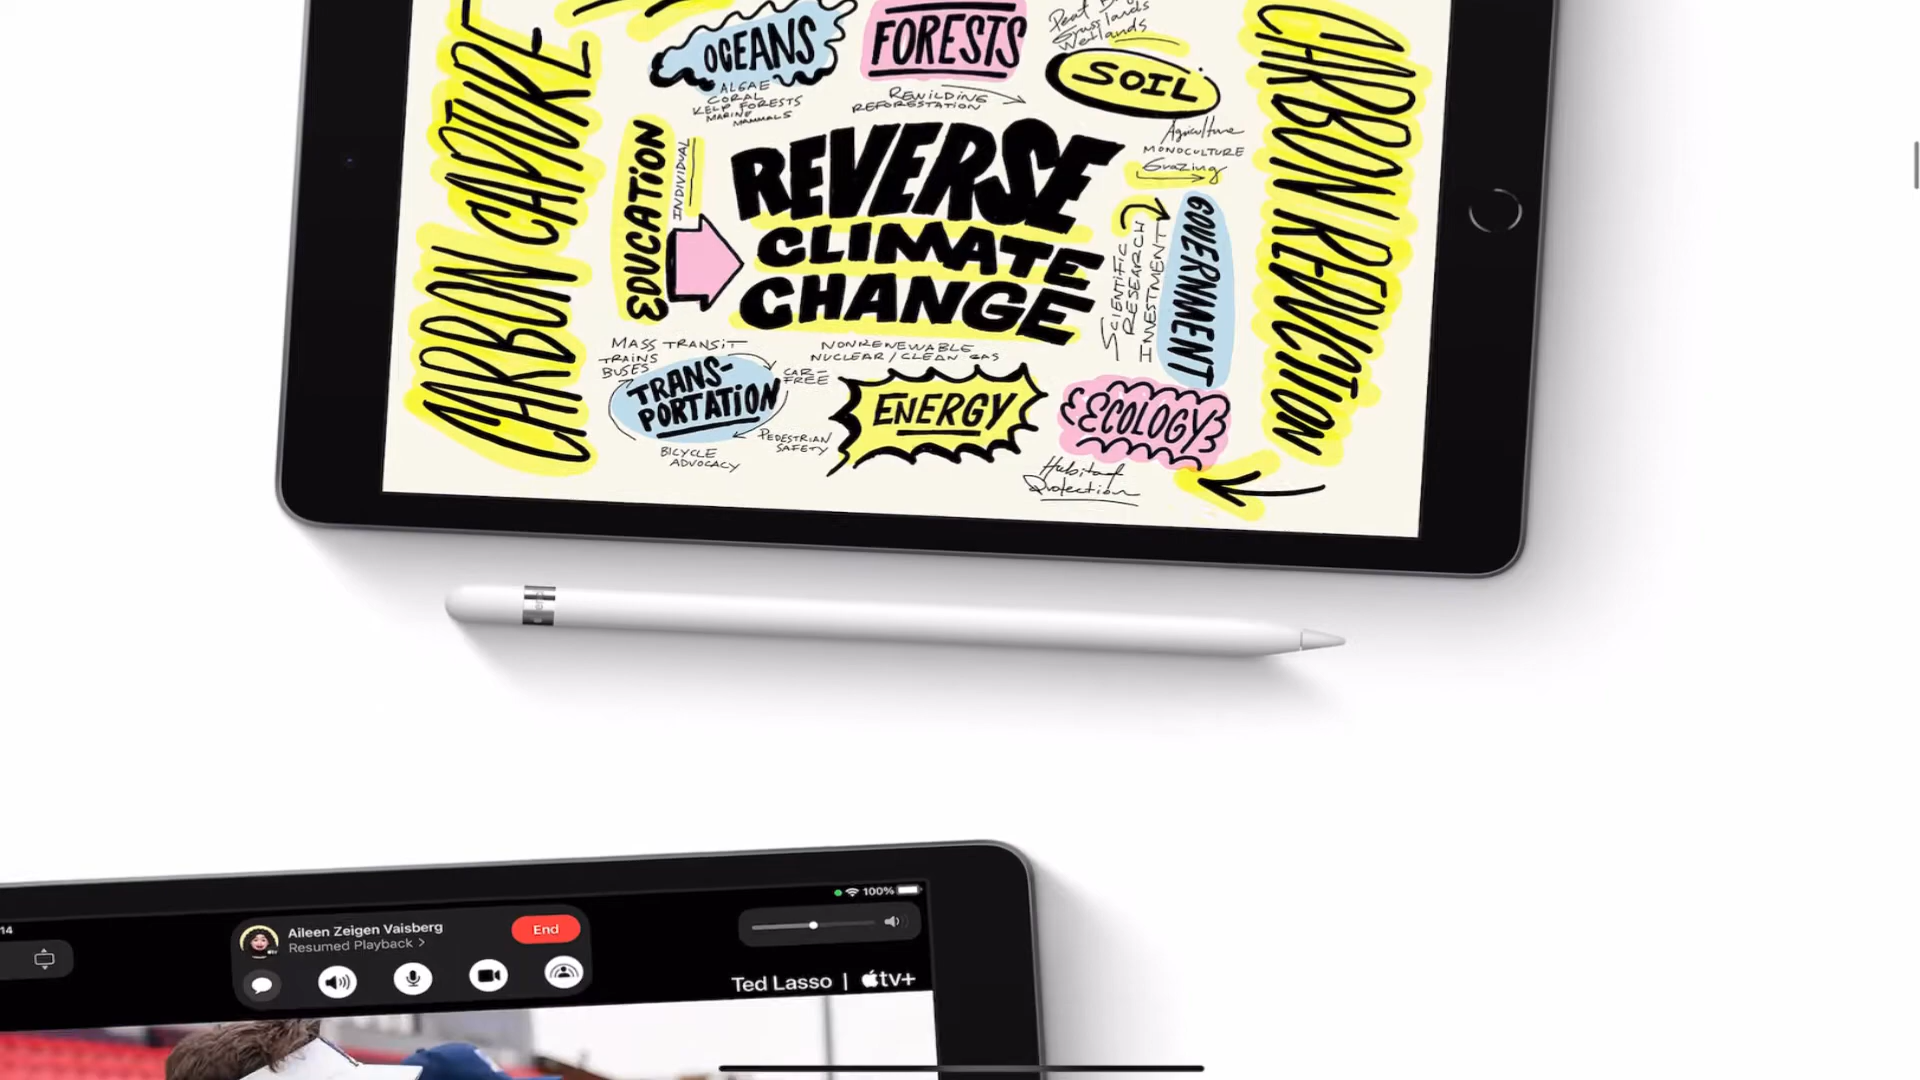 CARBON CAPTURE
OCEANS
ALGAE
CORAL
KELP FORESTS
MARINE
MAMMALS
FORESTS
REWILDING
REFORESTATION
Grasslands
Wetlands
SOIL
Agriculture
MONOCULTURE
Grazing
EDUCATION
INDIVIDUAL
REVERSE
CLIMATE
CHANGE
SCIENTIFIC
RESEARCH
INVESTMENT
GOVERNMENT
CARBON REDUCTION
MASS TRANSIT
TRAINS
BUSES
TRANS-
PORTATION
CAR-
FREE
PEDESTRIAN
SAFETY
BICYCLE
ADVOCACY
NONRENEWABLE
NUCLEAR/CLEAN GAS
ENERGY
ECOLOGY
Habitat
Protection
14
100%
Aileen Zeigen Vaisberg
Resumed Playback >
End
Ted Lasso | tv+